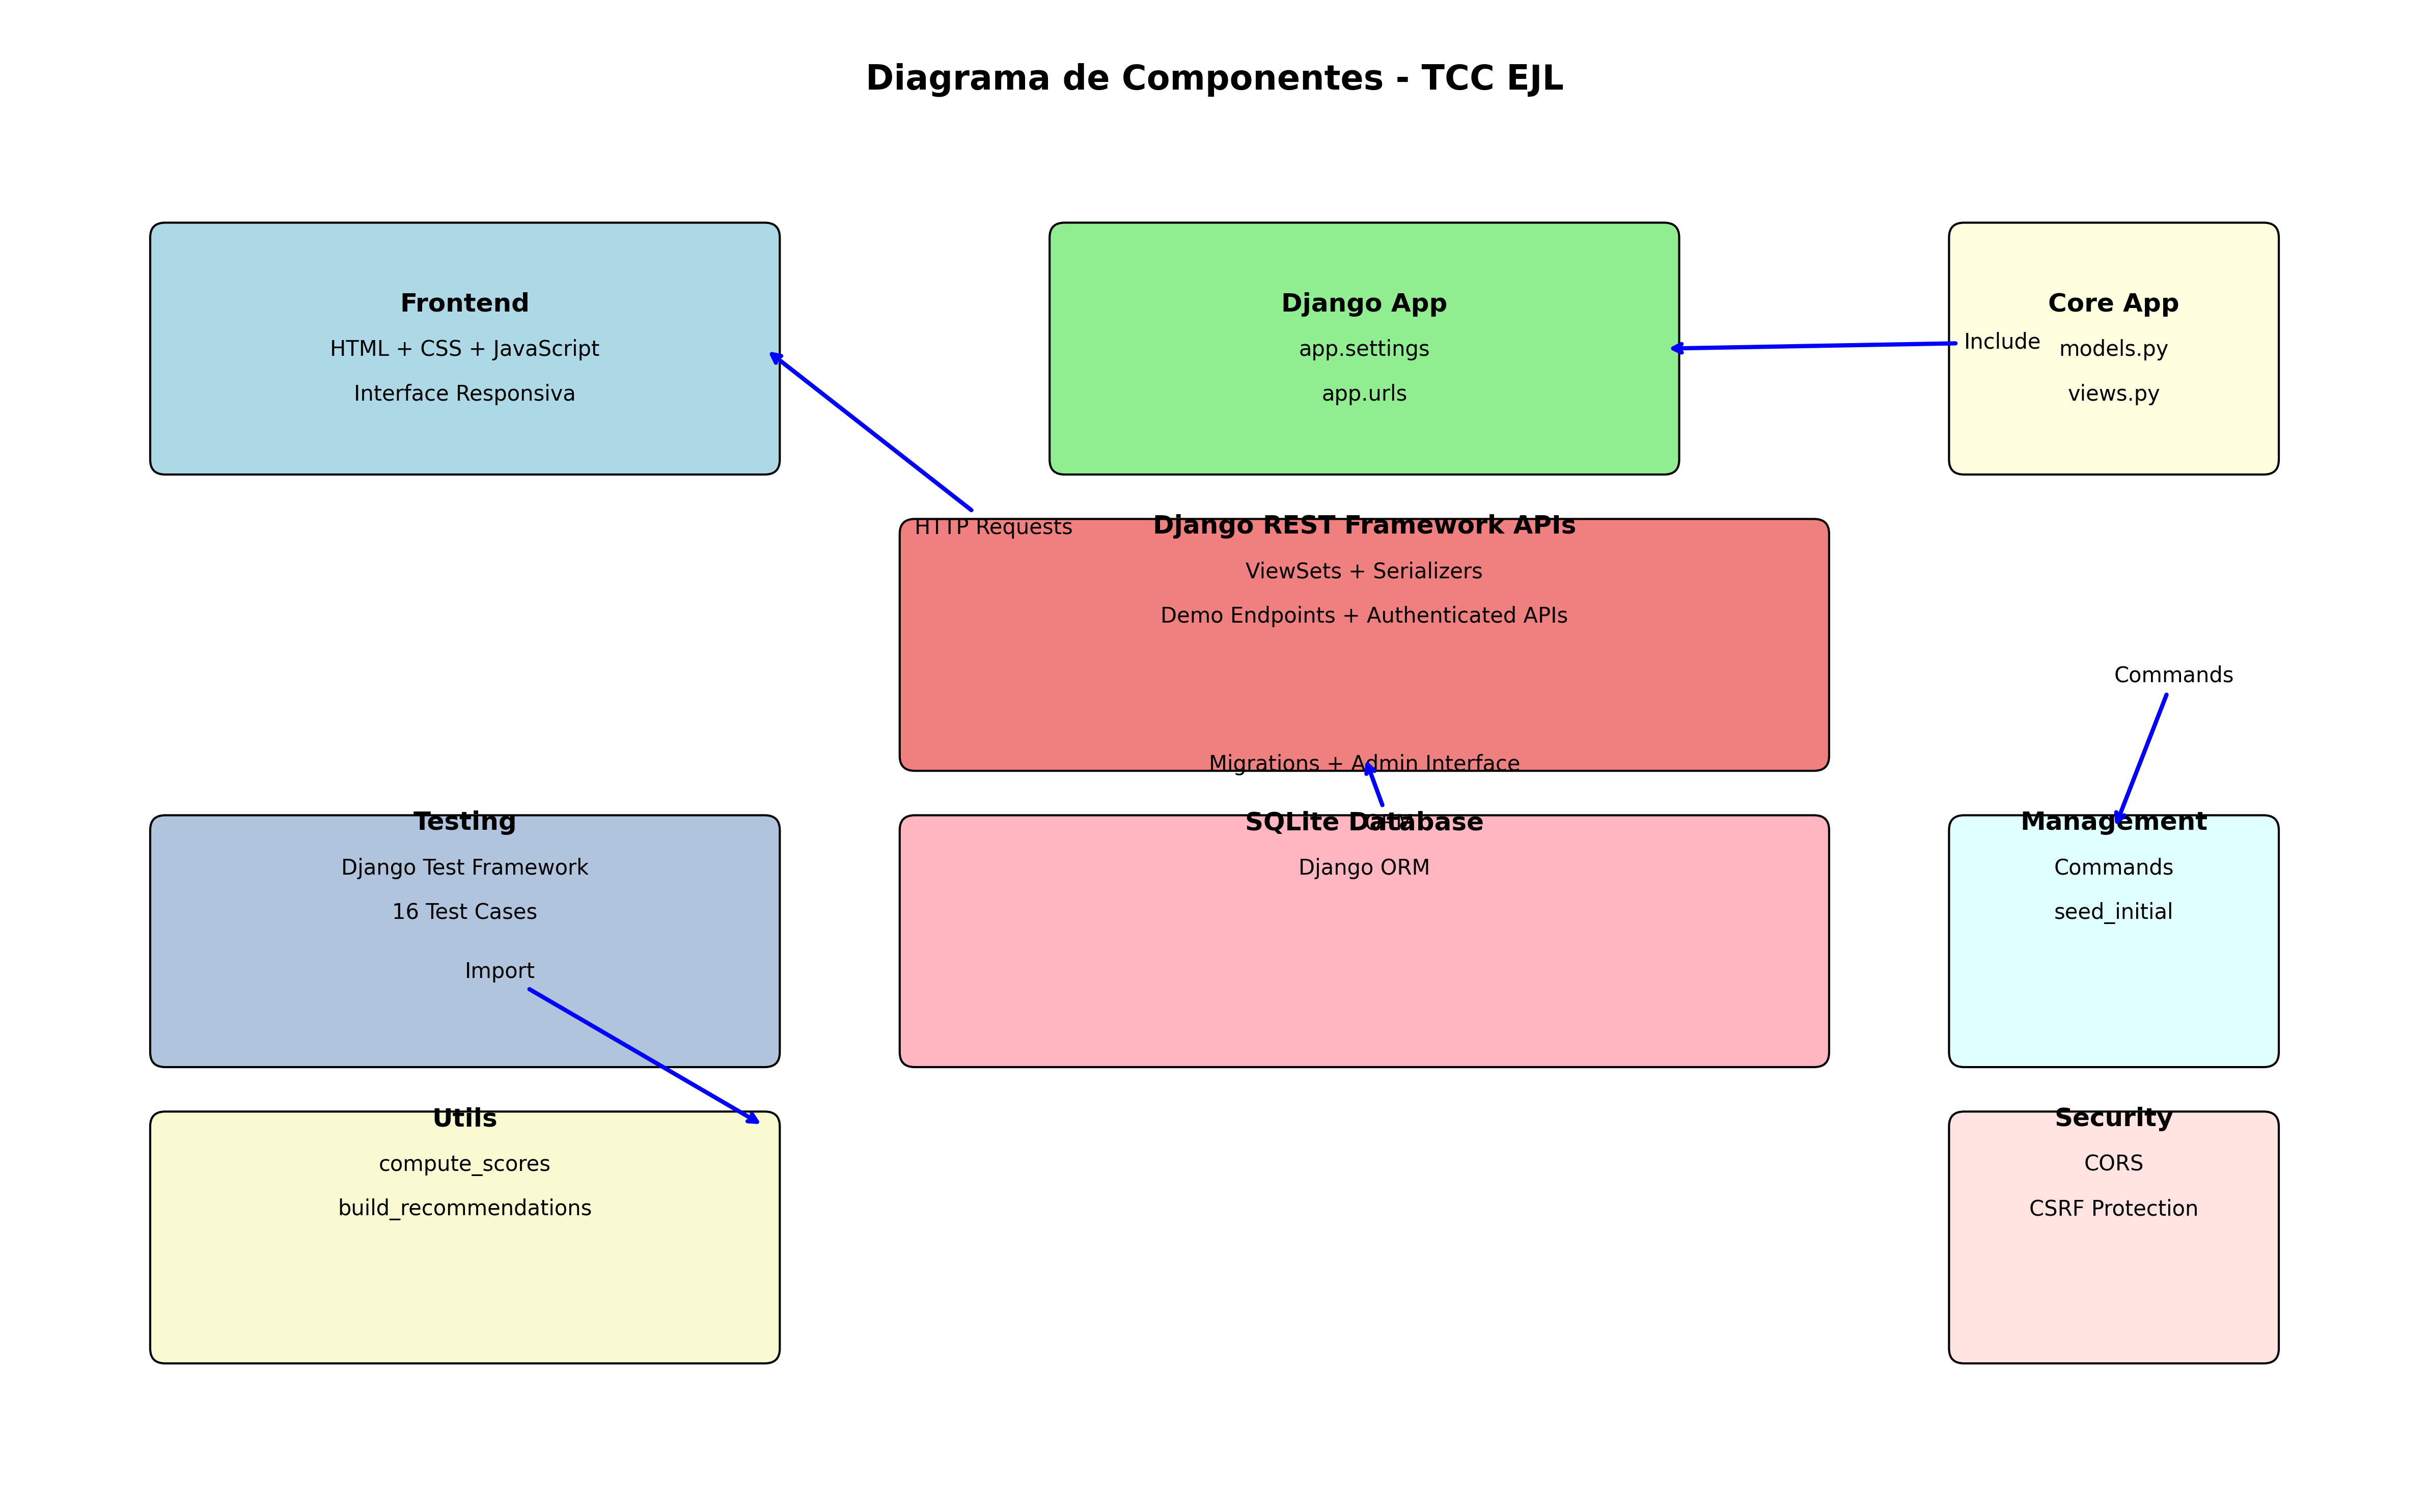 Diagrama de Componentes - TCC EJL
Frontend
HTML + CSS + JavaScript
Interface Responsiva
Django App
app.settings
app.urls
Core App
Include
models.py
views.py
HTTP Requests
Django REST Framework APIs
ViewSets + Serializers
Demo Endpoints + Authenticated APIs
Migrations + Admin Interface
Commands
Testing
Django Test Framework
16 Test Cases
Import
SQLite Database
Django ORM
Management
Commands
seed_initial
Utils
compute_scores
build_recommendations
Security
CORS
CSRF Protection